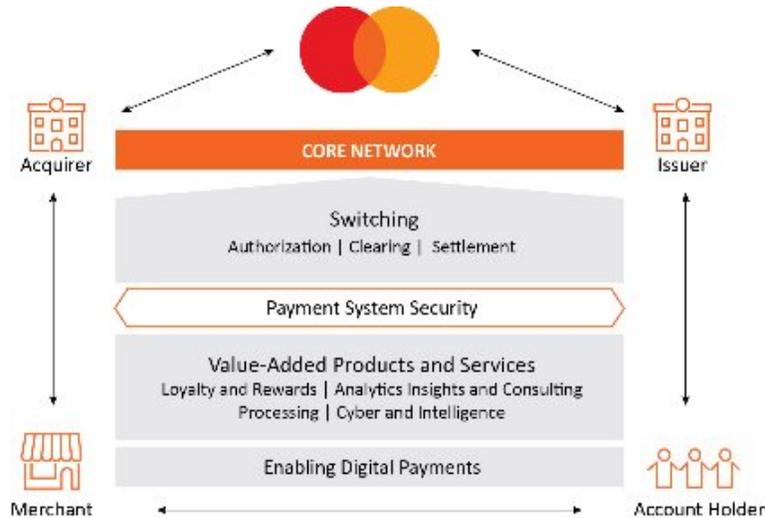 CORE NETWORK
Acquirer
Issuer
Switching
Authorization | Clearing | Settlement
Payment System Security
Value-Added Products and Services
Loyalty and Rewards | Analytics Insights and Consulting
Processing | Cyber and Intelligence
Enabling Digital Payments
Merchant
Account Holder